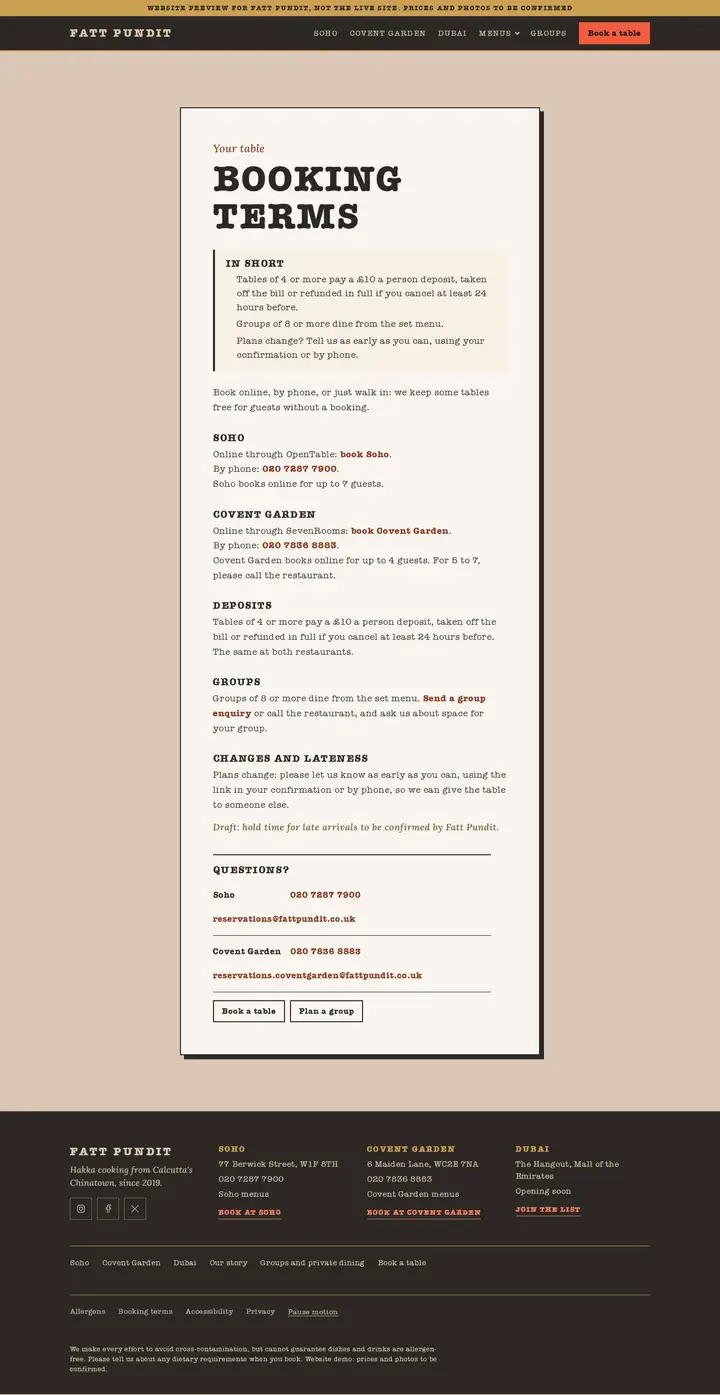 WEBSITE PREVIEW FOR FATT PUNDIT, NOT THE LIVE SITE. PRICES AND PHOTOS TO BE CONFIRMED
FATT PUNDIT
SOHO
COVENT GARDEN
DUBAI
MENUS
GROUPS
Book a table
Your table
BOOKING
TERMS
IN SHORT
Tables of 4 or more pay a £10 a person deposit, taken
off the bill or refunded in full if you cancel at least 24
hours before.
Groups of 8 or more dine from the set menu.
Plans change? Tell us as early as you can, using your
confirmation or by phone.
Book online, by phone, or just walk in: we keep some tables
free for guests without a booking.
SOHO
Online through OpenTable: book Soho.
By phone: 020 7287 7900.
Soho books online for up to 7 guests.
COVENT GARDEN
Online through SevenRooms: book Covent Garden.
By phone: 020 7836 8883.
Covent Garden books online for up to 4 guests. For 5 to 7,
please call the restaurant.
DEPOSITS
Tables of 4 or more pay a £10 a person deposit, taken off the
bill or refunded in full if you cancel at least 24 hours before.
The same at both restaurants.
GROUPS
Groups of 8 or more dine from the set menu. Send a group
enquiry or call the restaurant, and ask us about space for
your group.
CHANGES AND LATENESS
Plans change: please let us know as early as you can, using the
link in your confirmation or by phone, so we can give the table
to someone else.
Draft: hold time for late arrivals to be confirmed by Fatt Pundit.
QUESTIONS?
Soho 020 7287 7900
reservations@fattpundit.co.uk
Covent Garden 020 7836 8883
reservations.coventgarden@fattpundit.co.uk
Book a table
Plan a group
FATT PUNDIT
Hakka cooking from Calcutta's
Chinatown, since 2019.
SOHO
77 Berwick Street, W1F 8TH
020 7287 7900
Soho menus
BOOK AT SOHO
COVENT GARDEN
6 Maiden Lane, WC2E 7NA
020 7836 8883
Covent Garden menus
BOOK AT COVENT GARDEN
DUBAI
The Hangout, Mall of the
Emirates
Opening soon
JOIN THE LIST
Soho
Covent Garden
Dubai
Our story
Groups and private dining
Book a table
Allergens
Booking terms
Accessibility
Privacy
Pause motion
We make every effort to avoid cross-contamination, but cannot guarantee dishes and drinks are allergen-
free. Please tell us about any dietary requirements when you book. Website demo: prices and photos to be
confirmed.